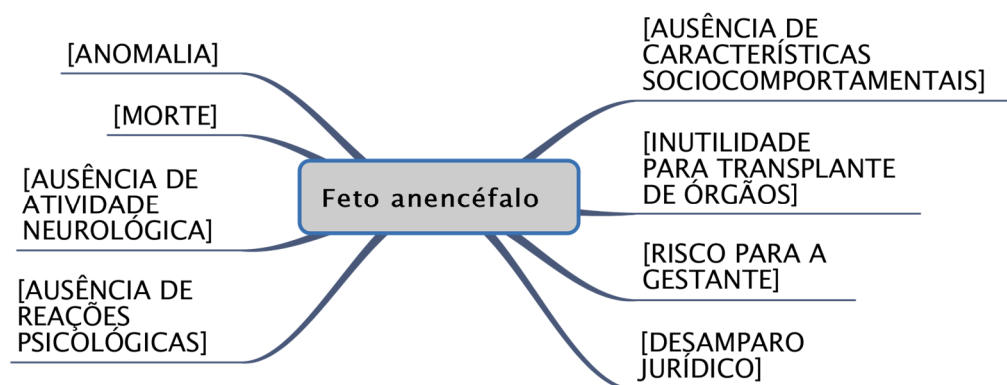 [ANOMALIA]
[MORTE]
[AUSÊNCIA DE
ATIVIDADE
NEUROLÓGICA]
[AUSÊNCIA DE
REAÇÕES
PSICOLÓGICAS]
Feto anencéfalo
[AUSÊNCIA DE
CARACTERÍSTICAS
SOCIOCOMPORTAMENTAIS]
[INUTILIDADE
PARA TRANSPLANTE
DE ÓRGÃOS]
[RISCO PARA A
GESTANTE]
[DESAMPARO
JURÍDICO]